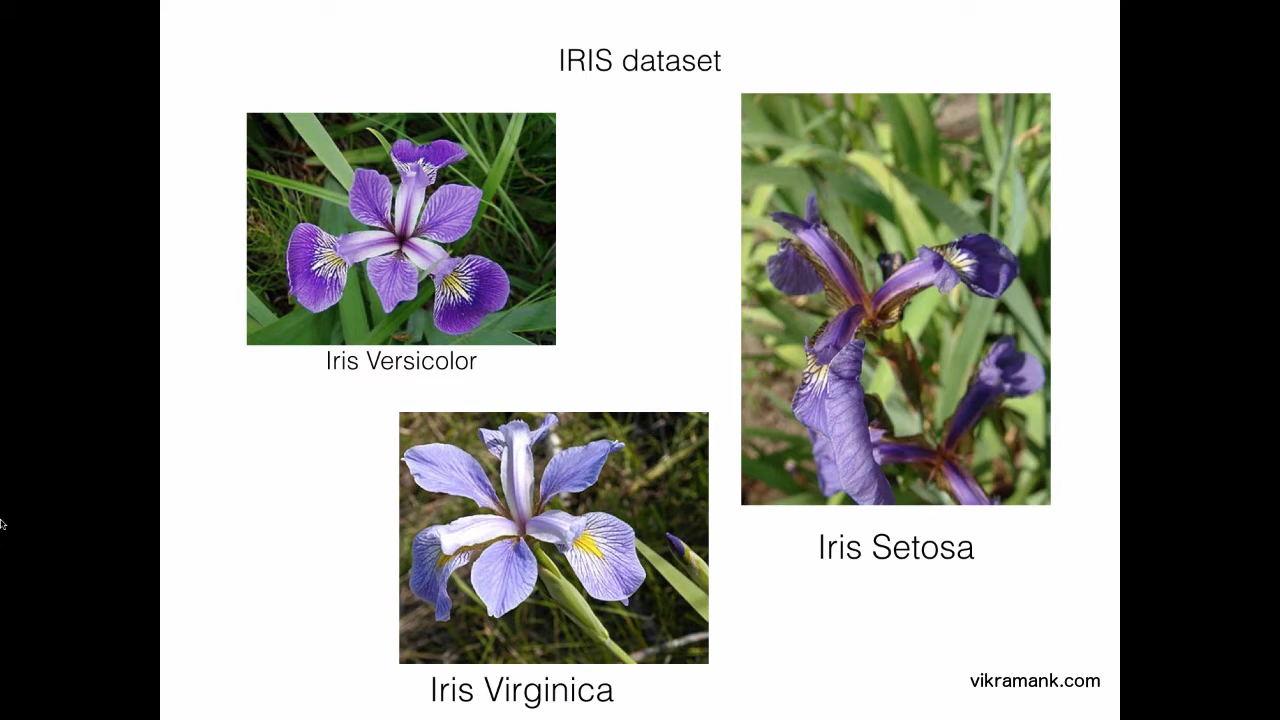 IRIS dataset
Iris Versicolor
Iris Setosa
Iris Virginica
vikramank.com